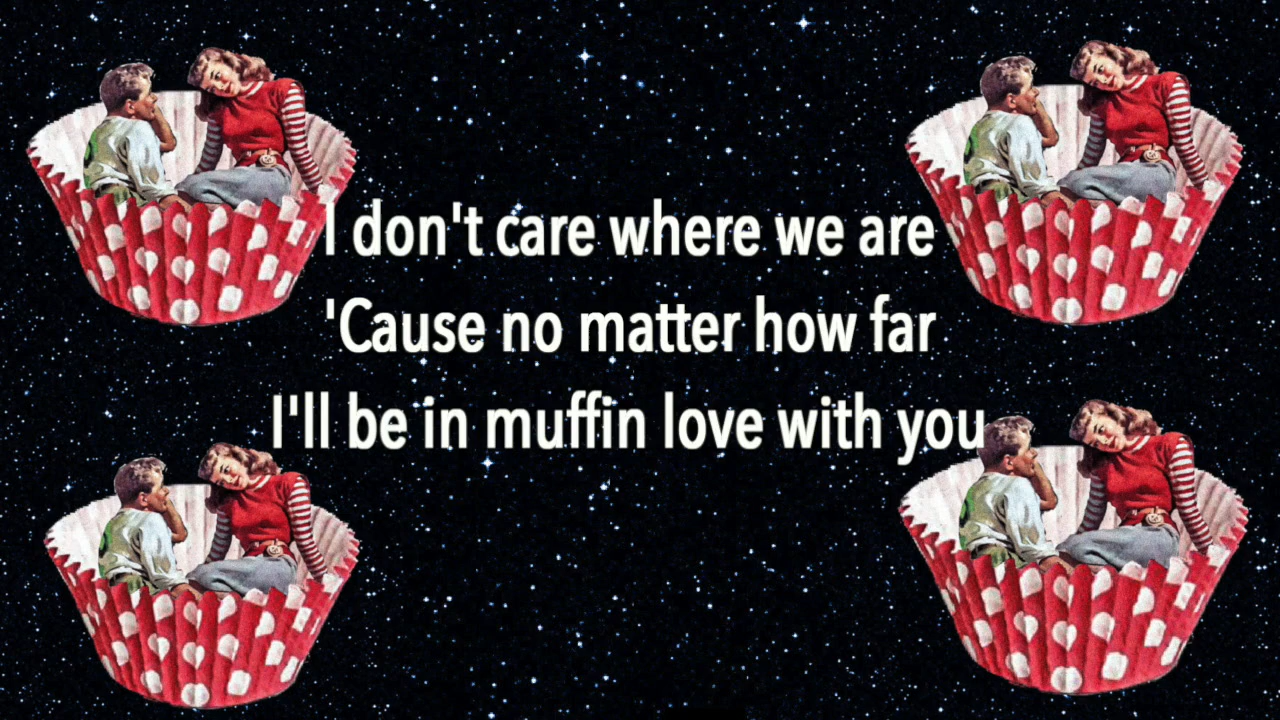 I don't care where we are
'Cause no matter how far
I'll be in muffin love with you